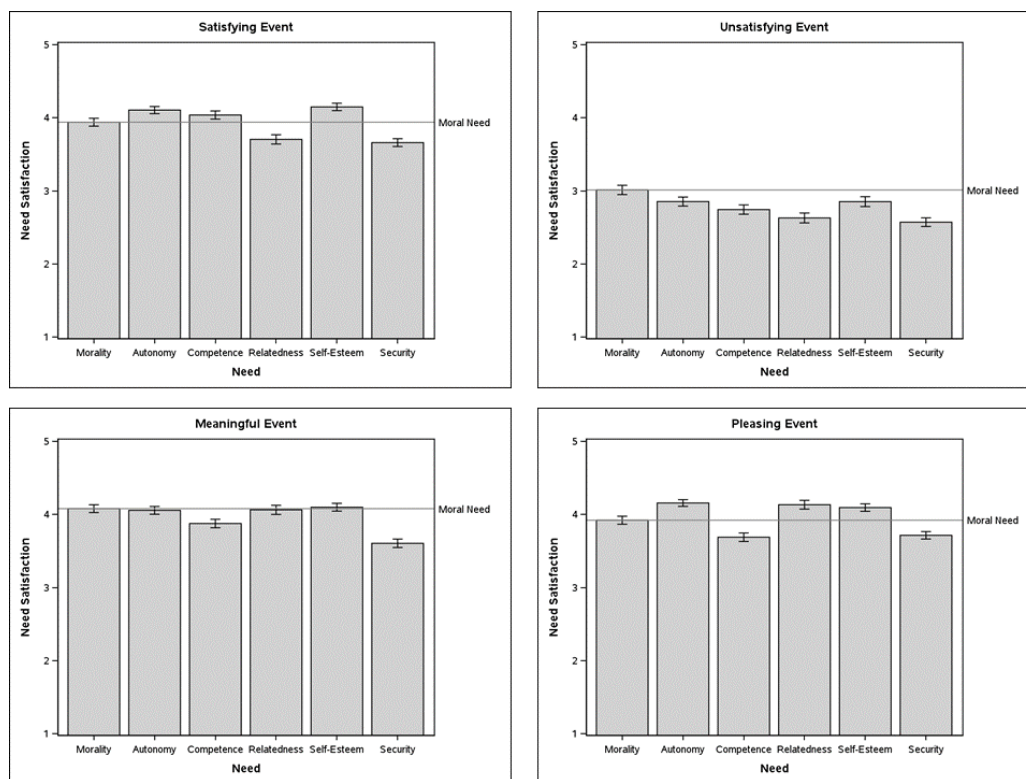 Satisfying Event
Need Satisfaction
5
4
3
2
1
Moral Need
Morality Autonomy Competence Relatedness Self-Esteem Security
Need
Unsatisfying Event
Need Satisfaction
5
4
3
2
1
Moral Need
Morality Autonomy Competence Relatedness Self-Esteem Security
Need
Meaningful Event
Need Satisfaction
5
4
3
2
1
Moral Need
Morality Autonomy Competence Relatedness Self-Esteem Security
Need
Pleasing Event
Need Satisfaction
5
4
3
2
1
Moral Need
Morality Autonomy Competence Relatedness Self-Esteem Security
Need